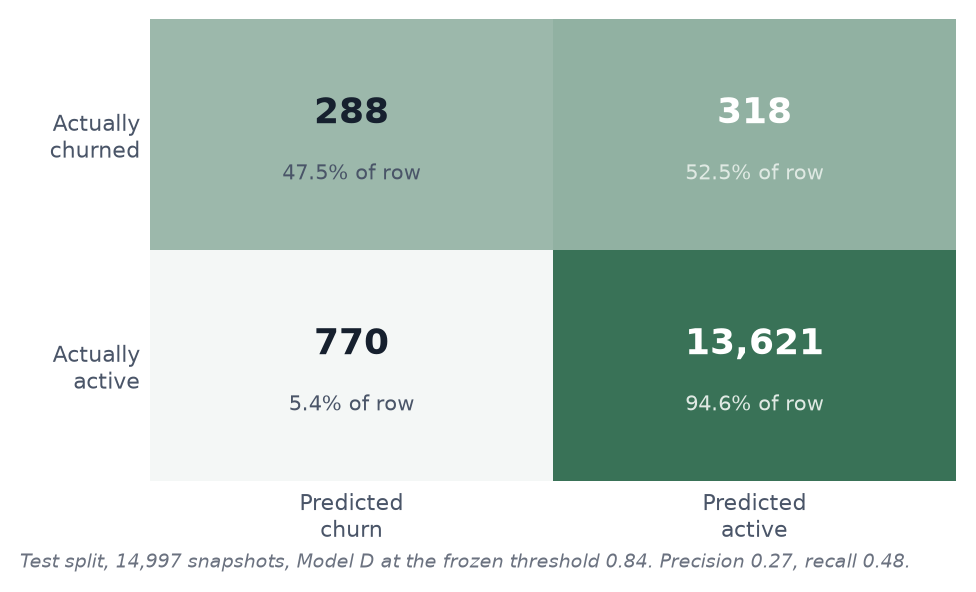 Actually
churned
288
318
47.5% of row
52.5% of row
Actually
active
770
13,621
5.4% of row
94.6% of row
Predicted
churn
Predicted
active
Test split, 14,997 snapshots, Model D at the frozen threshold 0.84. Precision 0.27, recall 0.48.